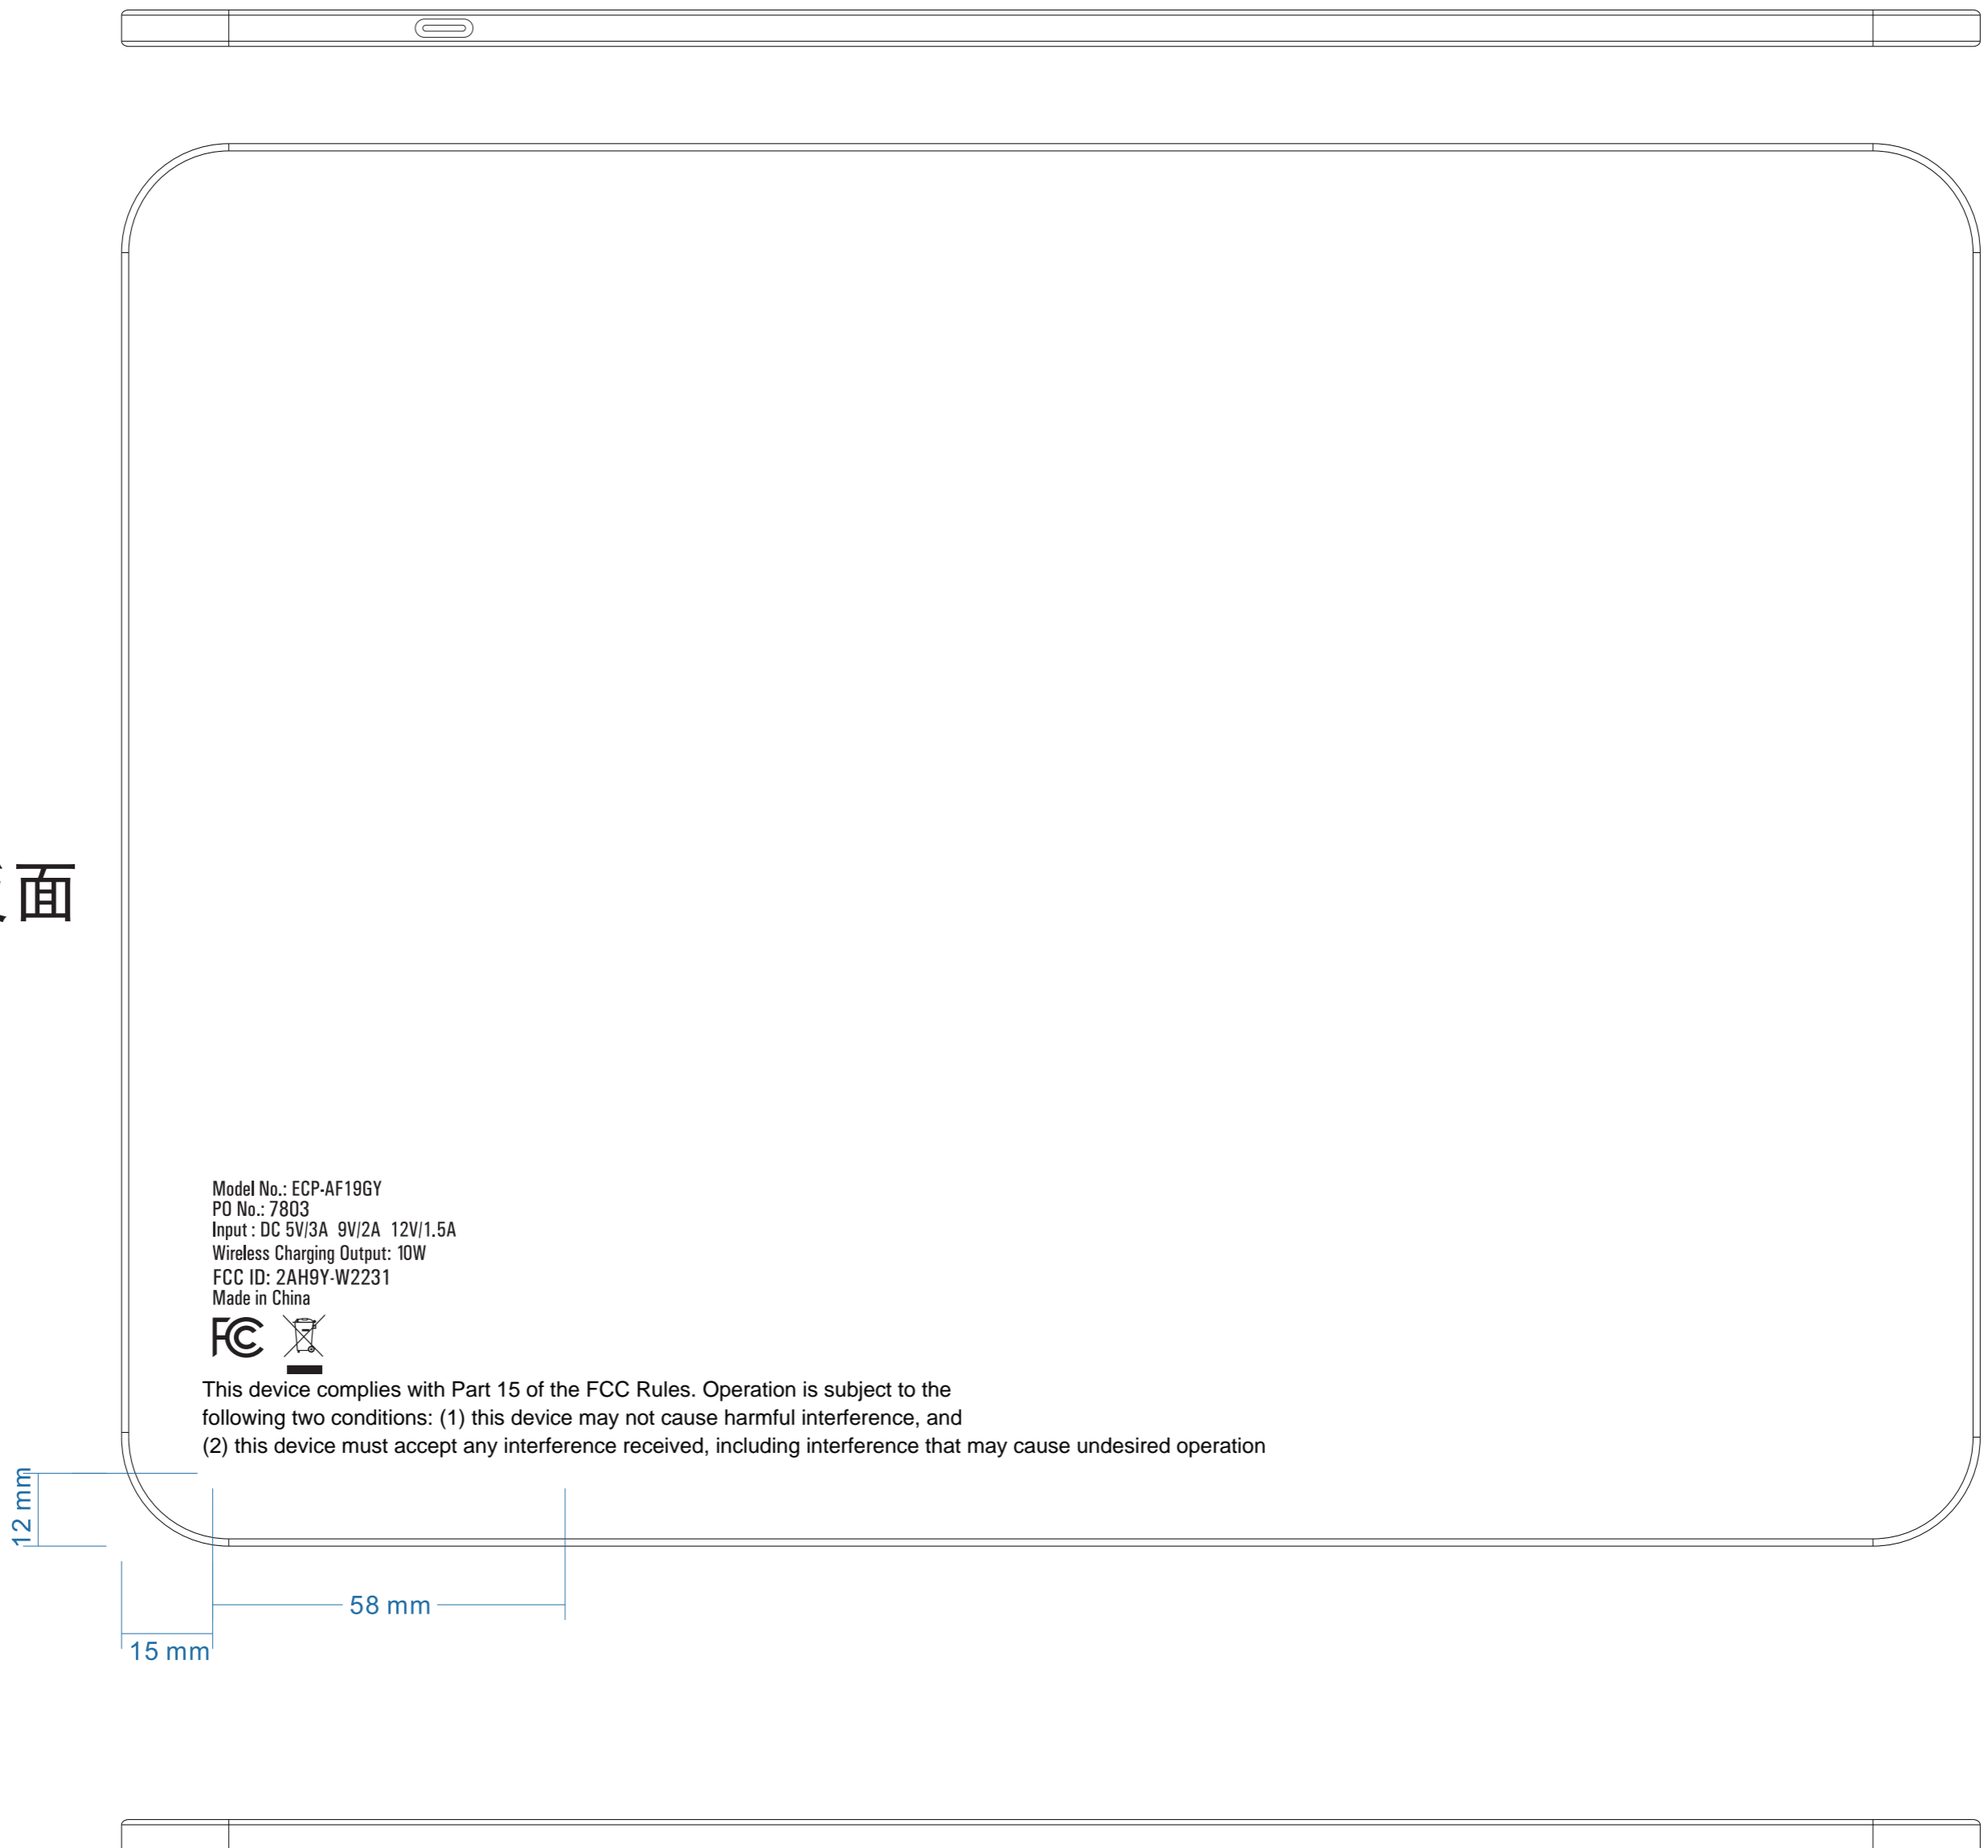 面
Model No.: ECP-AF19GY
PO No.: 7803
Input : DC 5V/3A 9V/2A 12V/1.5A
Wireless Charging Output: 10W
FCC ID: 2AH9Y-W2231
Made in China
FC
This device complies with Part 15 of the FCC Rules. Operation is subject to the
following two conditions: (1) this device may not cause harmful interference, and
(2) this device must accept any interference received, including interference that may cause undesired operation
12 mm
58 mm
15 mm